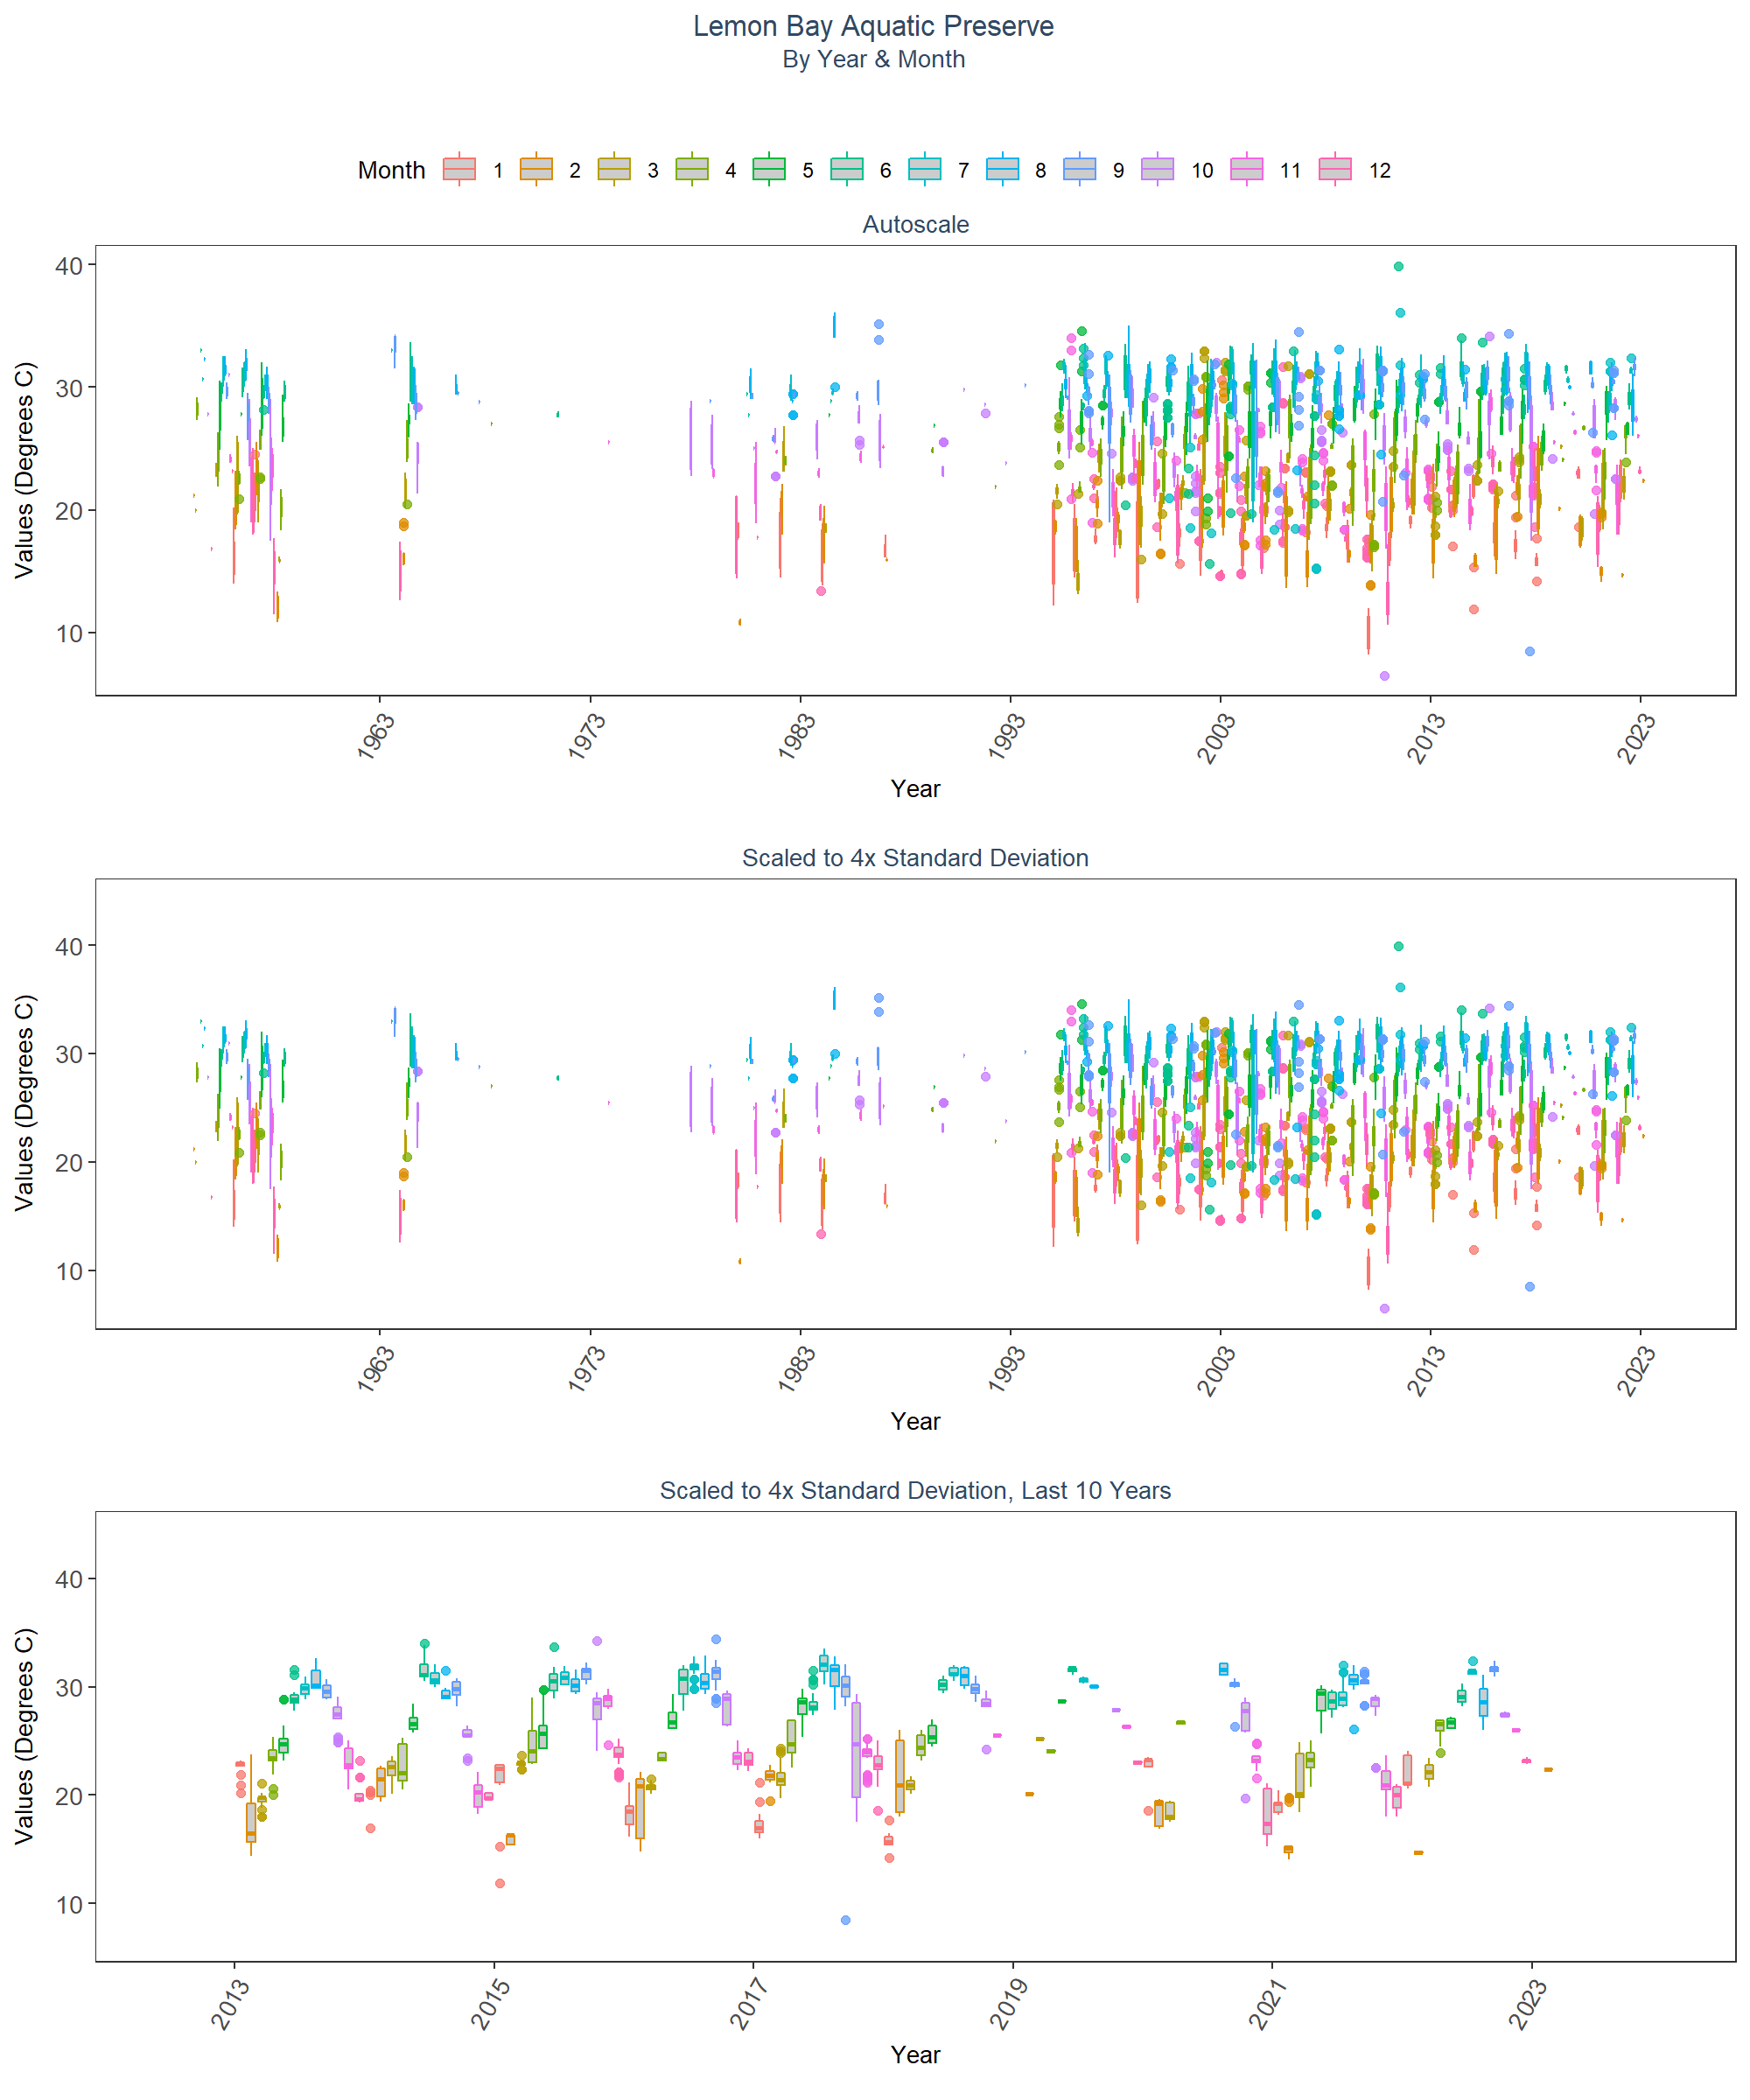 Lemon Bay Aquatic Preserve
By Year & Month
Month 1 2 3 4 5 6 7 8 9 10 11 12
Autoscale
Values (Degrees C)
40
30
20
10
1963 1973 1983 1993 2003 2013 2023
Year
Scaled to 4x Standard Deviation
Values (Degrees C)
40
30
20
10
1963 1973 1983 1993 2003 2013 2023
Year
Scaled to 4x Standard Deviation, Last 10 Years
Values (Degrees C)
40
30
20
10
2013 2015 2017 2019 2021 2023
Year